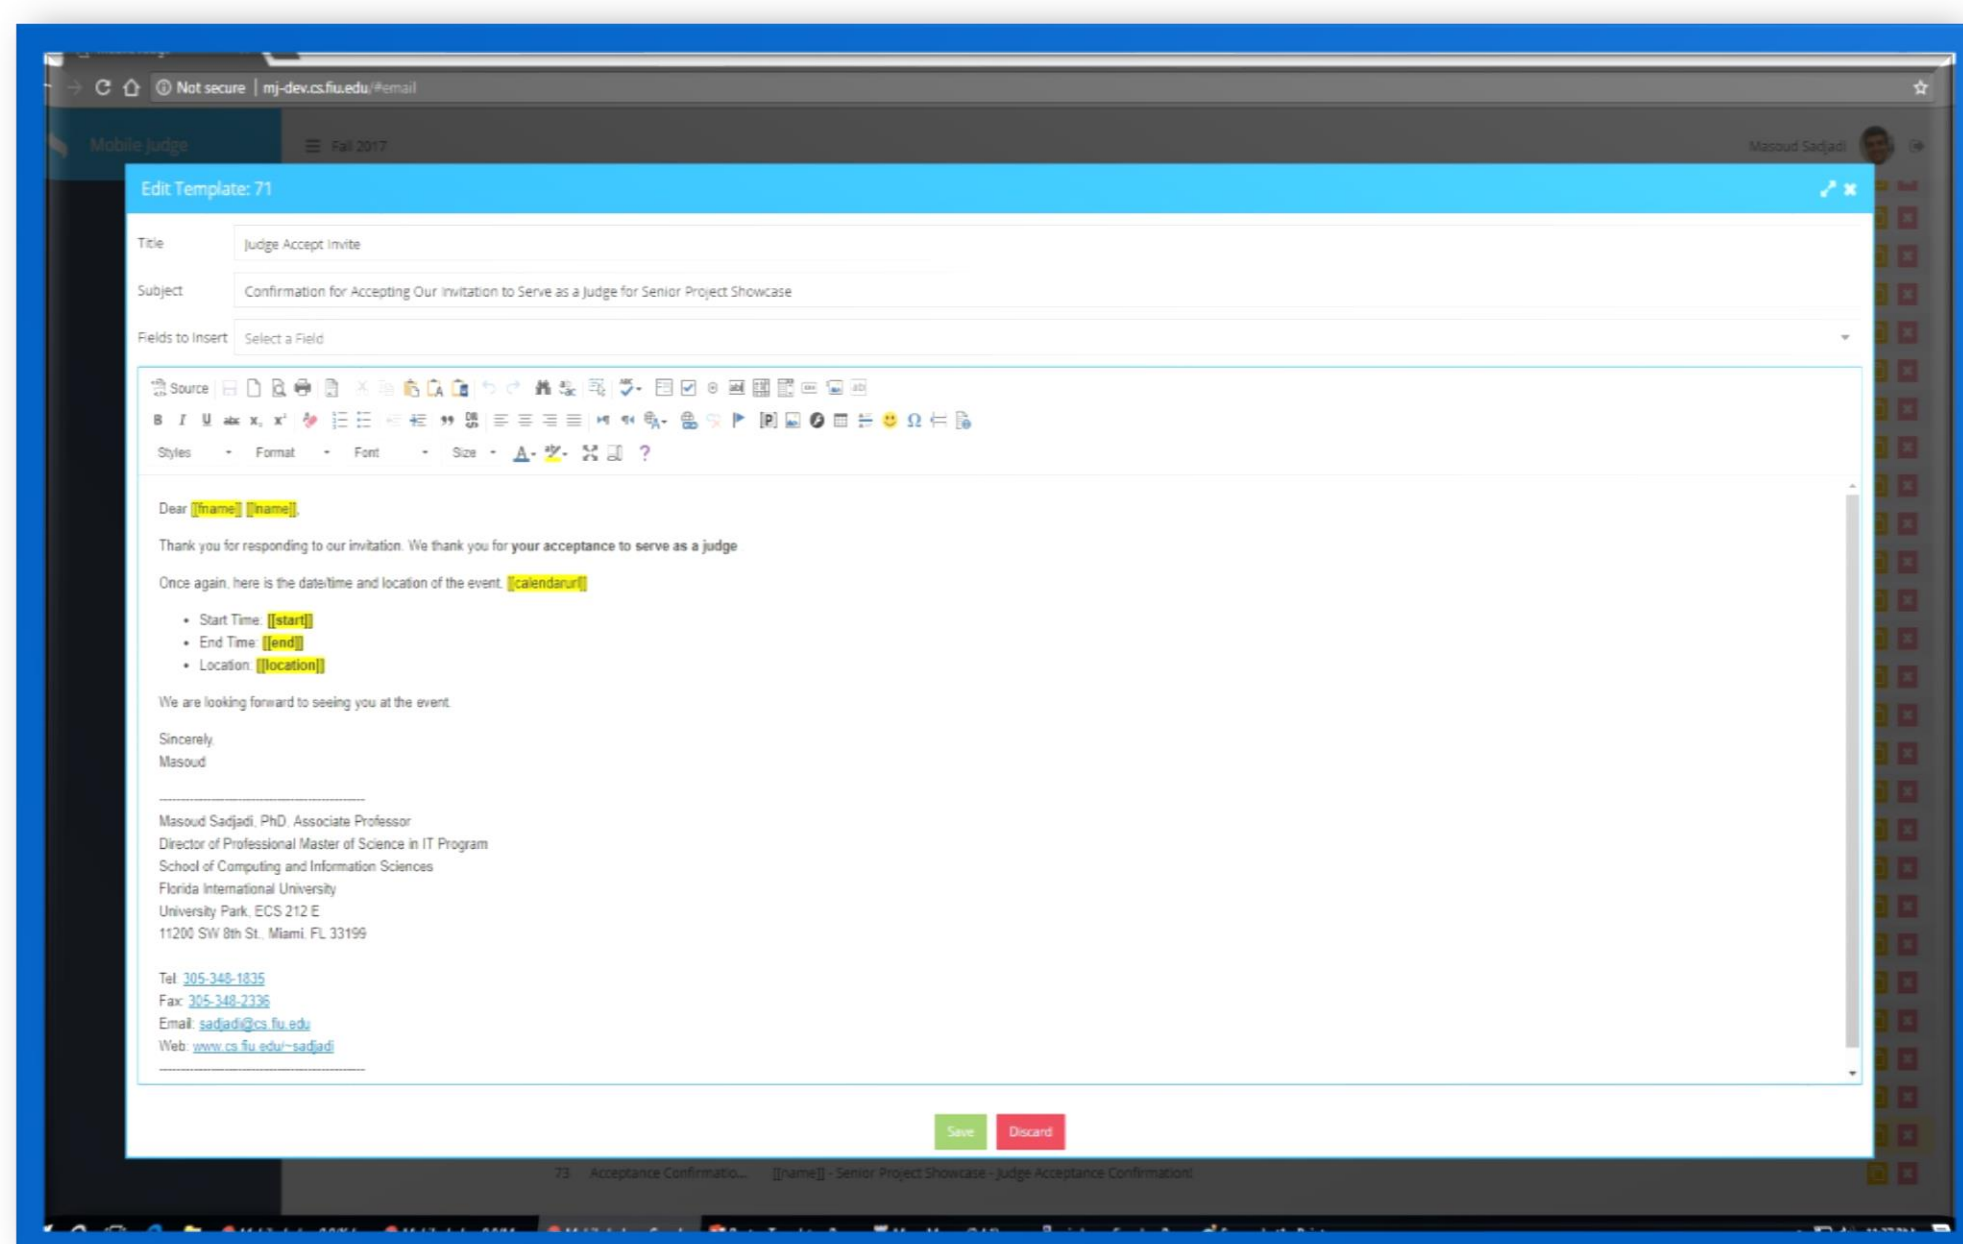 Not secure | mj-dev.cs.fiu.edu/#email
Mobile Judge
Fall 2017
Masoud Sadjadi
Edit Template: 71
Title
Judge Accept Invite
Subject
Confirmation for Accepting Our Invitation to Serve as a Judge for Senior Project Showcase
Fields to Insert
Select a Field
Source
Styles Format Font Size
Dear [[fname]] [[lname]],
Thank you for responding to our invitation. We thank you for your acceptance to serve as a judge
Once again, here is the date/time and location of the event. [[calendarurl]]
• Start Time: [[start]]
• End Time: [[end]]
• Location: [[location]]
We are looking forward to seeing you at the event.
Sincerely,
Masoud
Masoud Sadjadi, PhD, Associate Professor
Director of Professional Master of Science in IT Program
School of Computing and Information Sciences
Florida International University
University Park, ECS 212 E
11200 SW 8th St., Miami, FL 33199
Tel: 305-348-1835
Fax: 305-348-2336
Email: sadjadi@cs.fiu.edu
Web: www.cs.fiu.edu/~sadjadi
Save
Discard
73 Acceptance Confirmatio... [[name]] - Senior Project Showcase - Judge Acceptance Confirmation!